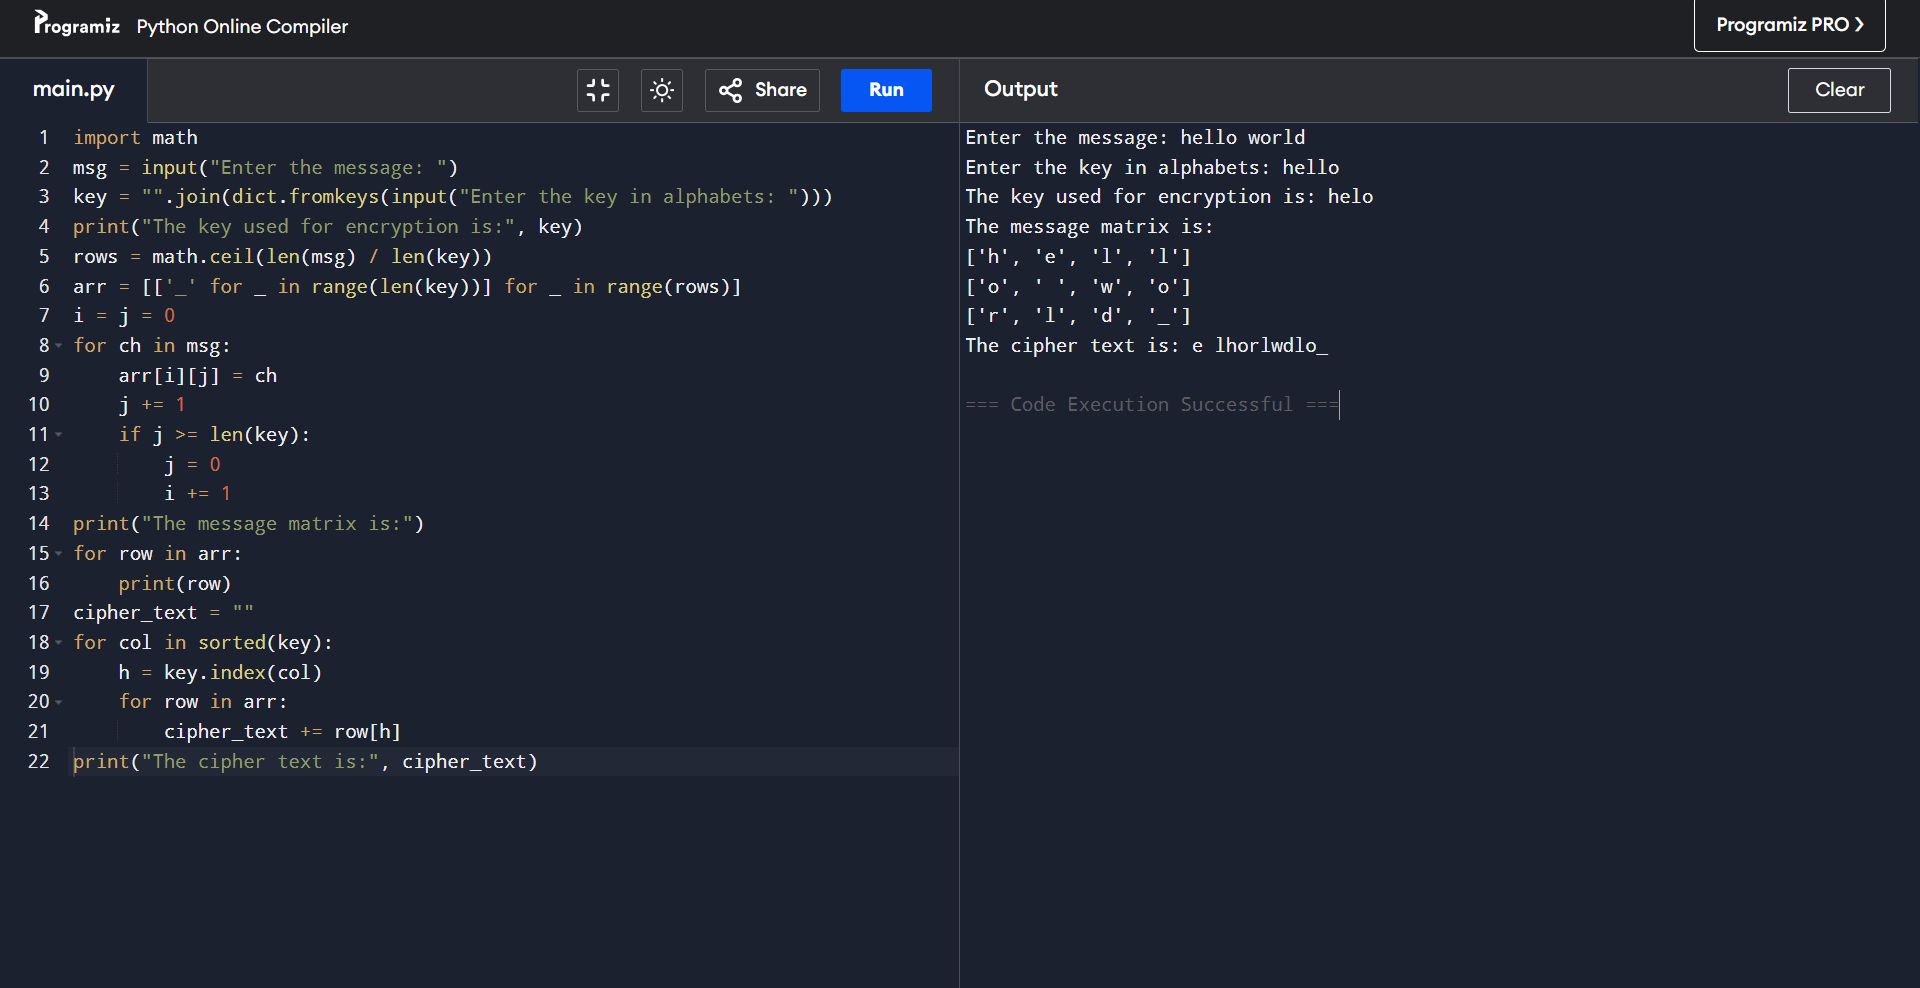 Programiz Python Online Compiler
Programiz PRO ❯
main.py
Share
Run
Output
Clear
1 import math
2 msg = input("Enter the message: ")
3 key = "".join(dict.fromkeys(input("Enter the key in alphabets: ")))
4 print("The key used for encryption is:", key)
5 rows = math.ceil(len(msg) / len(key))
6 arr = [['_' for _ in range(len(key))] for _ in range(rows)]
7 i = j = 0
8 for ch in msg:
9     arr[i][j] = ch
10     j += 1
11     if j >= len(key):
12         j = 0
13         i += 1
14 print("The message matrix is:")
15 for row in arr:
16     print(row)
17 cipher_text = ""
18 for col in sorted(key):
19     h = key.index(col)
20     for row in arr:
21         cipher_text += row[h]
22 print("The cipher text is:", cipher_text)
Enter the message: hello world
Enter the key in alphabets: hello
The key used for encryption is: helo
The message matrix is:
['h', 'e', 'l', 'l']
['o', ' ', 'w', 'o']
['r', 'l', 'd', '_']
The cipher text is: e lhorlwdlo_
=== Code Execution Successful ===